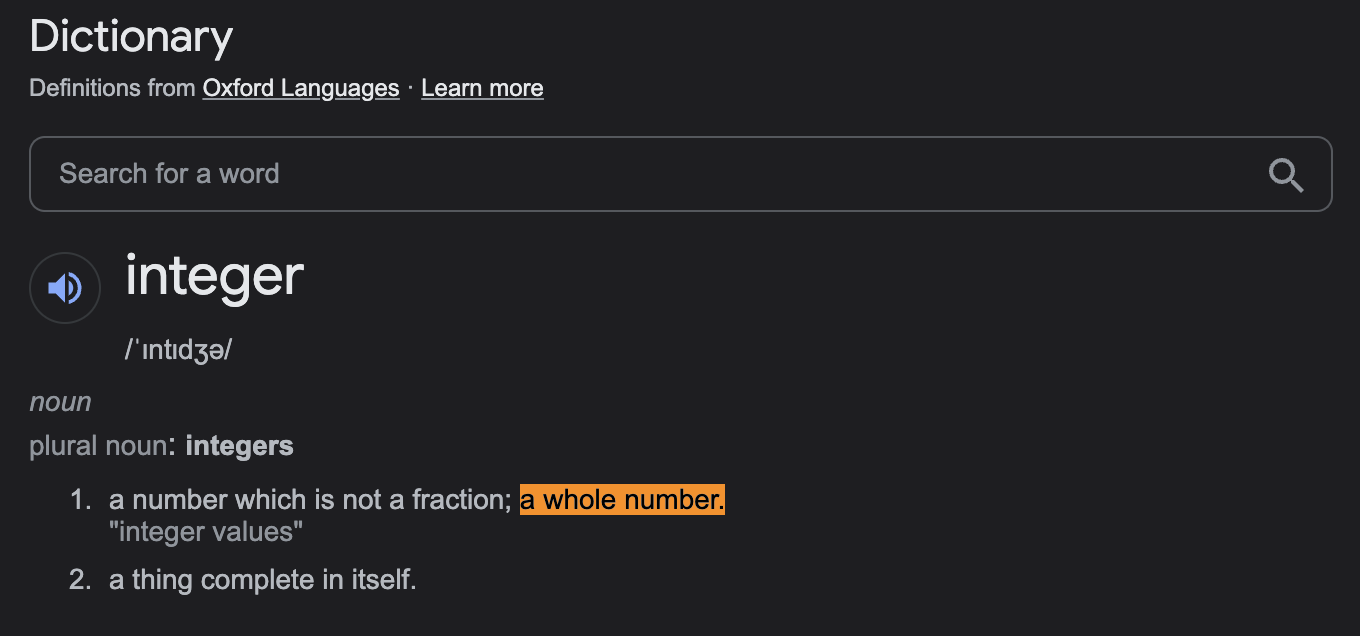 Dictionary
Definitions from Oxford Languages · Learn more
Search for a word
integer
/ˈɪntɪdʒə/
noun
plural noun: integers
1. a number which is not a fraction; a whole number.
"integer values"
2. a thing complete in itself.